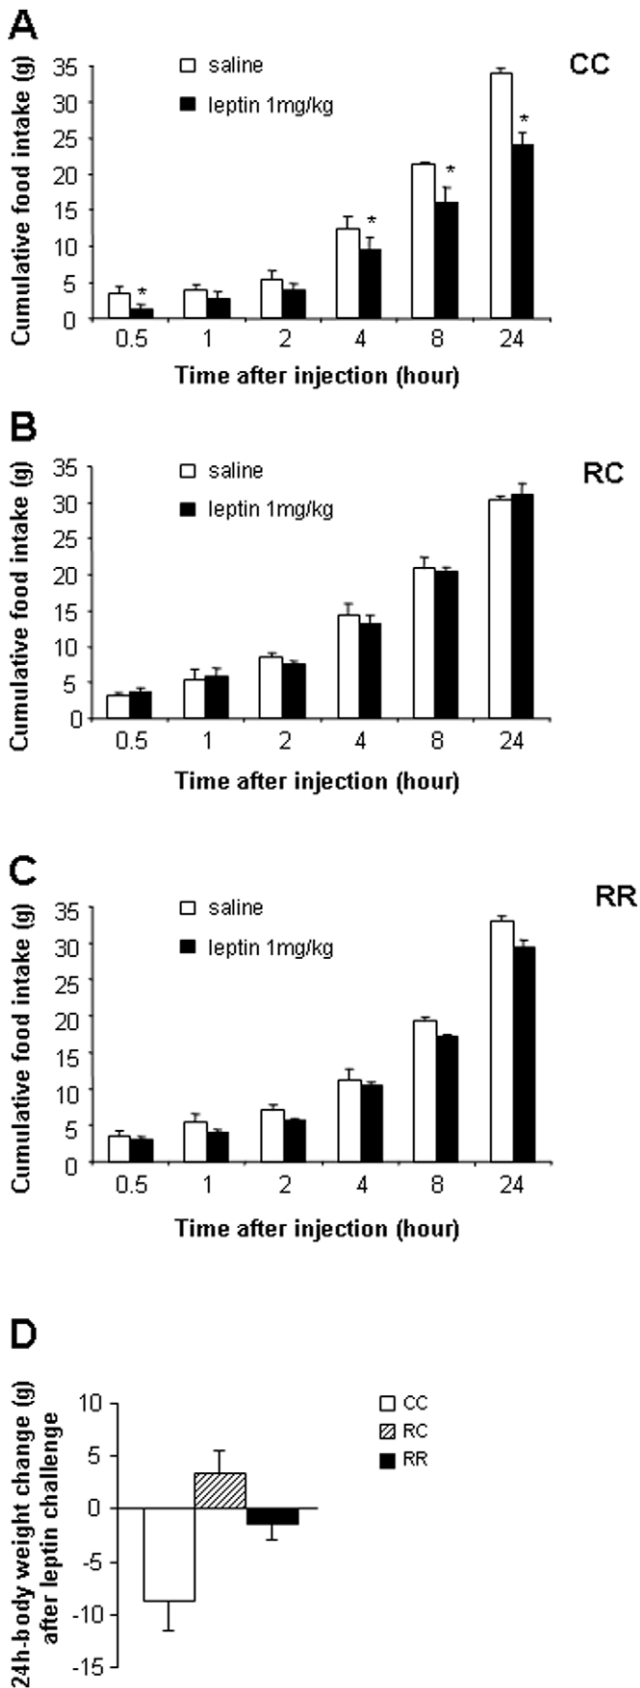 A
CC
saline
leptin 1mg/kg
Cumulative food intake (g)
35
30
25
20
15
10
5
0
*
*
*
*
0.5 1 2 4 8 24
Time after injection (hour)
B
RC
saline
leptin 1mg/kg
Cumulative food intake (g)
35
30
25
20
15
10
5
0
0.5 1 2 4 8 24
Time after injection (hour)
C
RR
saline
leptin 1mg/kg
Cumulative food intake (g)
35
30
25
20
15
10
5
0
0.5 1 2 4 8 24
Time after injection (hour)
D
24h-body weight change (g)
after leptin challenge
10
5
0
-5
-10
-15
CC
RC
RR